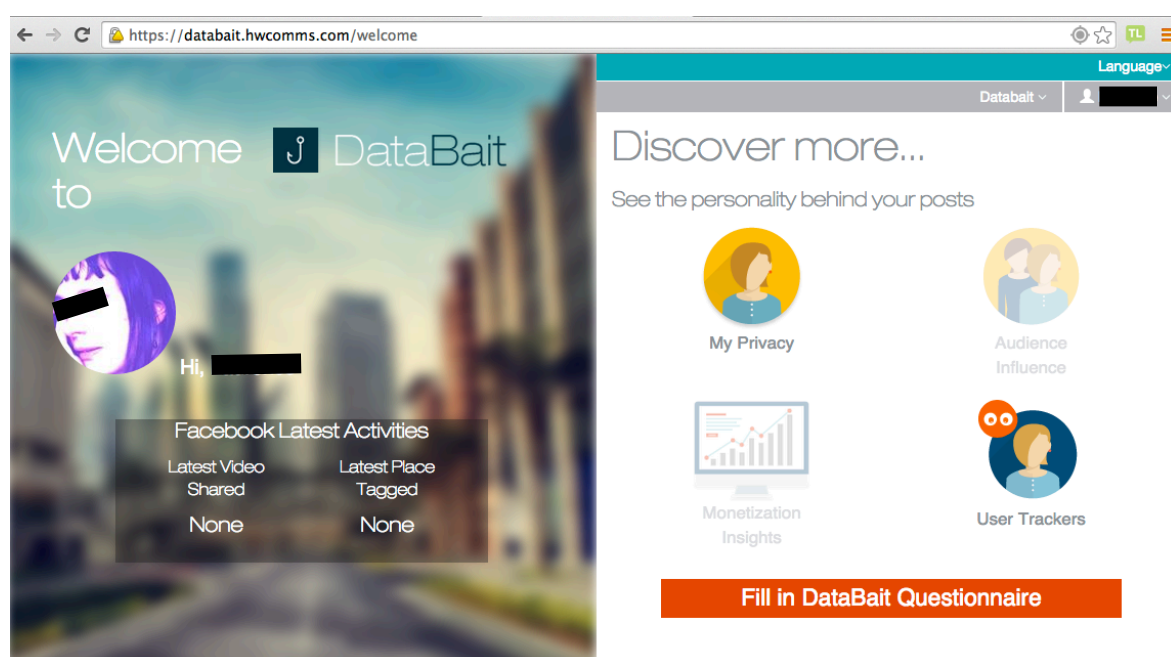 https://databait.hwcomms.com/welcome
TL
Language
Databait
Welcome
to
DataBait
Hi,
Facebook Latest Activities
Latest Video
Shared
Latest Place
Tagged
None
None
Discover more...
See the personality behind your posts
My Privacy
Audience
Influence
Monetization
Insights
User Trackers
Fill in DataBait Questionnaire